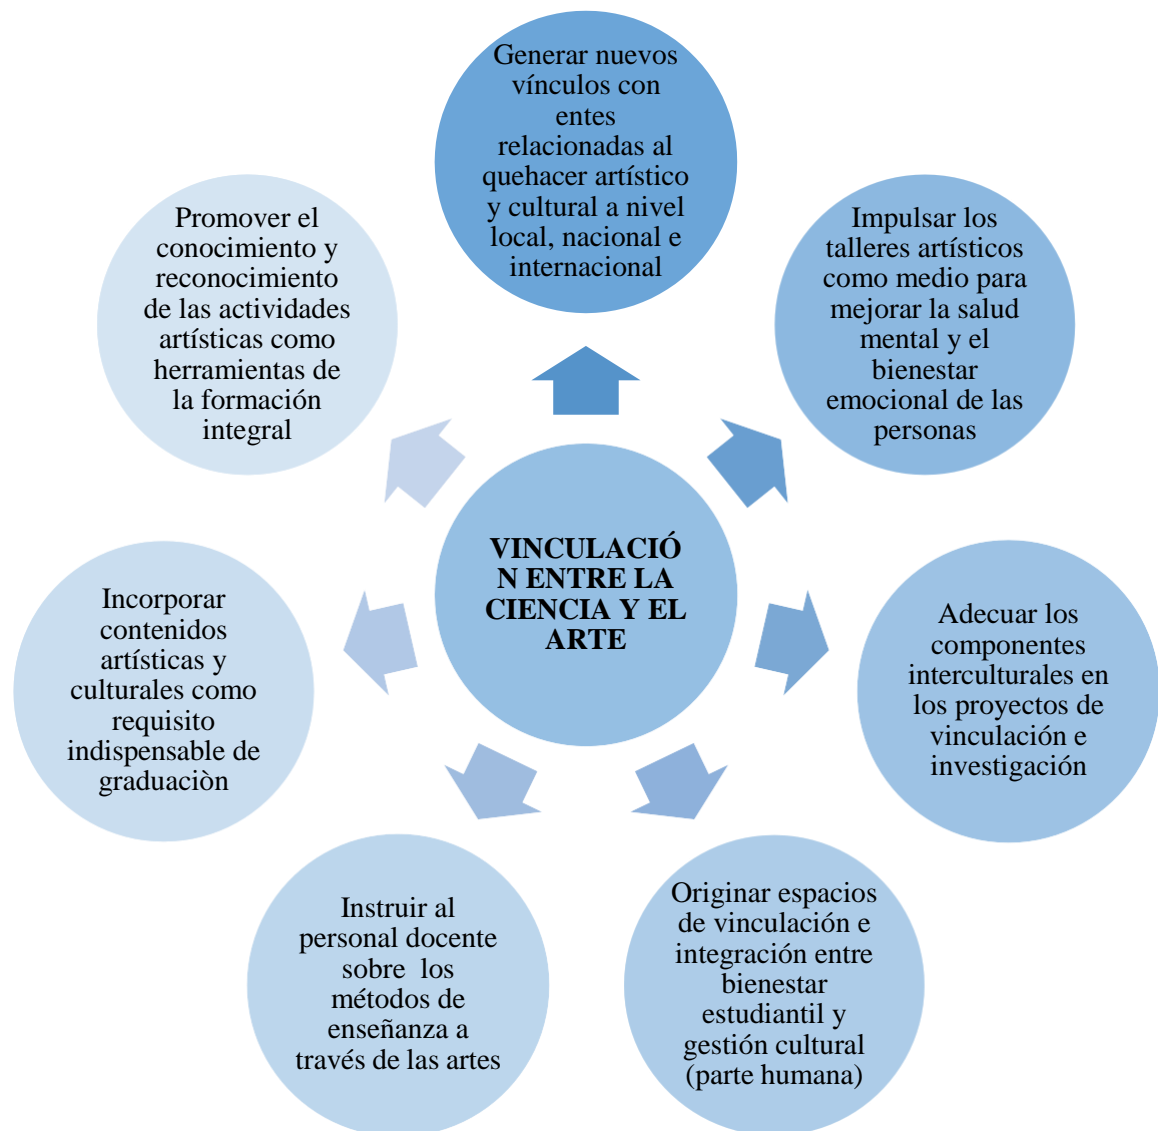 Generar nuevos
vínculos con
entes
relacionadas al
quehacer artístico
y cultural a nivel
local, nacional e
internacional
Impulsar los
talleres artísticos
como medio para
mejorar la salud
mental y el
bienestar
emocional de las
personas
Adecuar los
componentes
interculturales en
los proyectos de
vinculación e
investigación
Originar espacios
de vinculación e
integración entre
bienestar
estudiantil y
gestión cultural
(parte humana)
Instruir al
personal docente
sobre  los
métodos de
enseñanza a
través de las artes
Incorporar
contenidos
artísticas y
culturales como
requisito
indispensable de
graduaciòn
Promover el
conocimiento y
reconocimiento
de las actividades
artísticas como
herramientas de
la formación
integral
VINCULACIÓ
N ENTRE LA
CIENCIA Y EL
ARTE